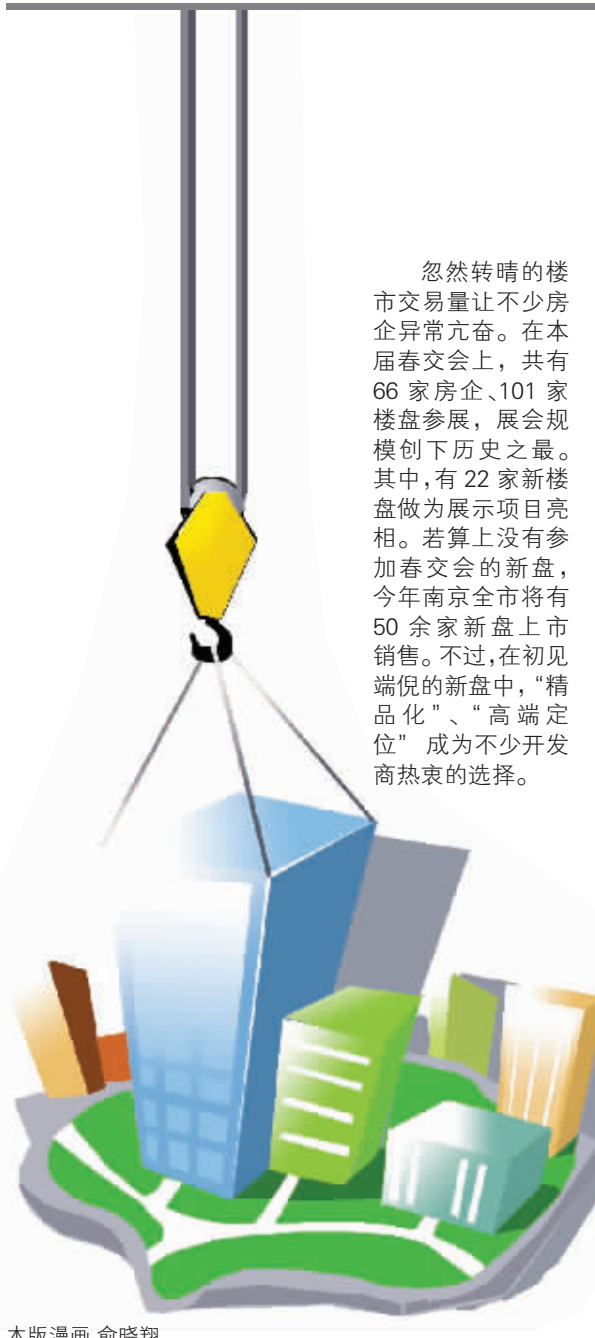 忽然转晴的楼
市交易量让不少房
企异常亢奋。在本
届春交会上，共有
66 家房企、101 家
楼盘参展，展会规
模创下历史之最。
其中，有 22 家新楼
盘做为展示项目亮
相。若算上没有参
加春交会的新盘，
今年南京全市将有
50 余家新盘上市
销售。不过，在初见
端倪的新盘中，“精
品化”、“高端定
位” 成为不少开发
商热衷的选择。
本版漫画 俞晓翔